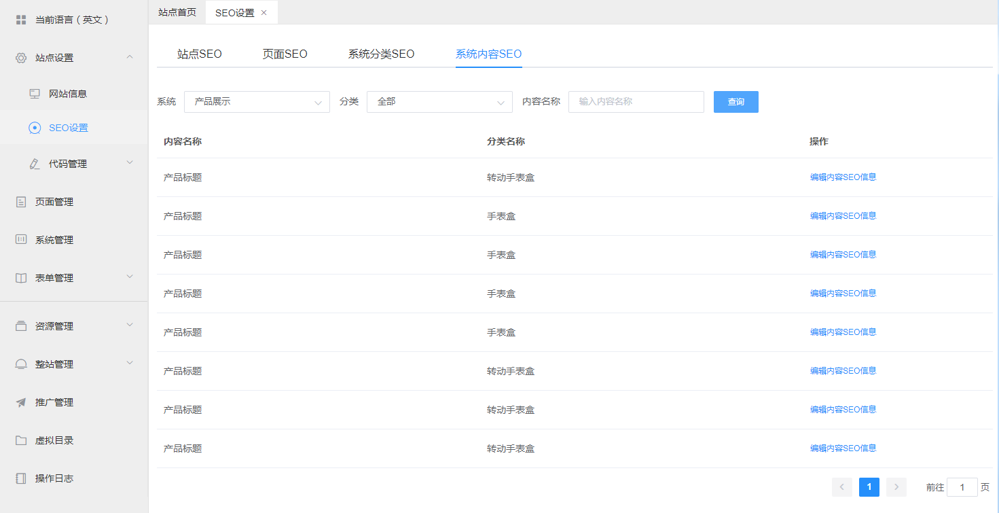 当前语言（英文）
站点设置
网站信息
SEO设置
代码管理
页面管理
系统管理
表单管理
资源管理
整站管理
推广管理
虚拟目录
操作日志
站点首页 SEO设置
站点SEO 页面SEO 系统分类SEO 系统内容SEO
系统 产品展示 分类 全部 内容名称 输入内容名称 查询
内容名称 分类名称 操作
产品标题 转动手表盒 编辑内容SEO信息
产品标题 手表盒 编辑内容SEO信息
产品标题 手表盒 编辑内容SEO信息
产品标题 手表盒 编辑内容SEO信息
产品标题 手表盒 编辑内容SEO信息
产品标题 转动手表盒 编辑内容SEO信息
产品标题 转动手表盒 编辑内容SEO信息
产品标题 转动手表盒 编辑内容SEO信息
1 前往 1 页